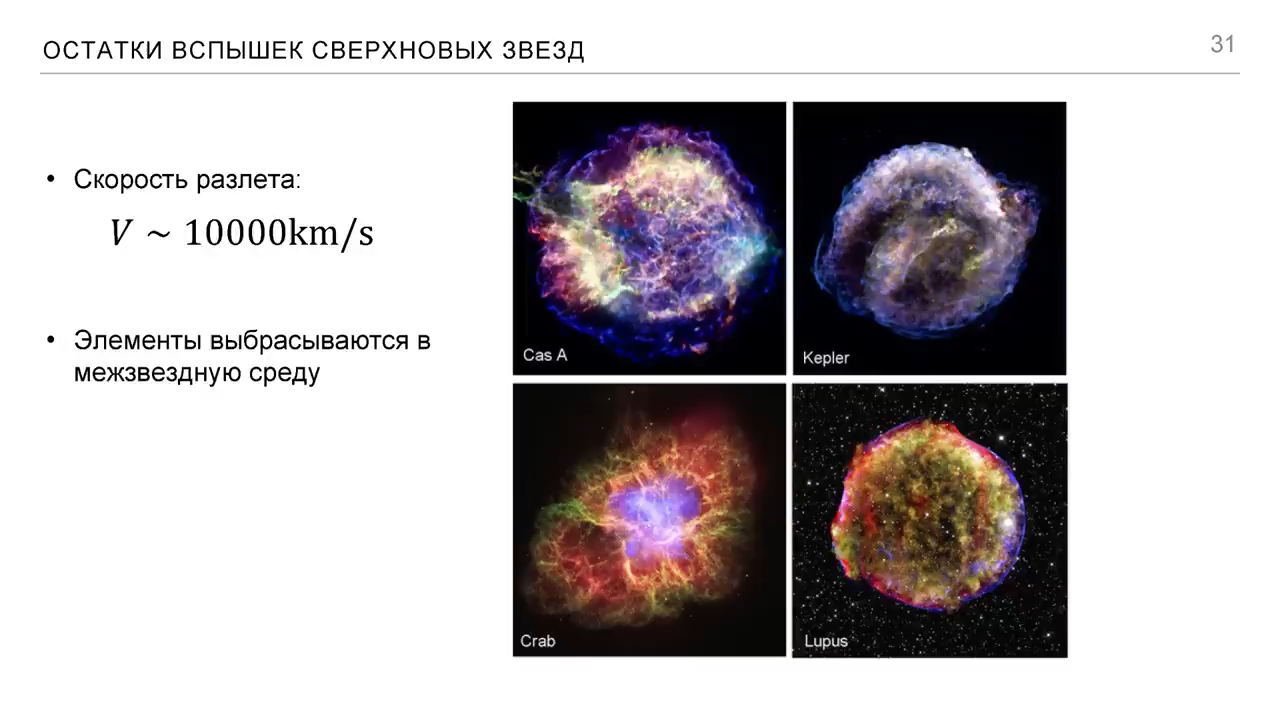 ОСТАТКИ ВСПЫШЕК СВЕРХНОВЫХ ЗВЕЗД
31
• Скорость разлета:
V ~ 10000km/s
• Элементы выбрасываются в
межзвездную среду
Cas A
Kepler
Crab
Lupus